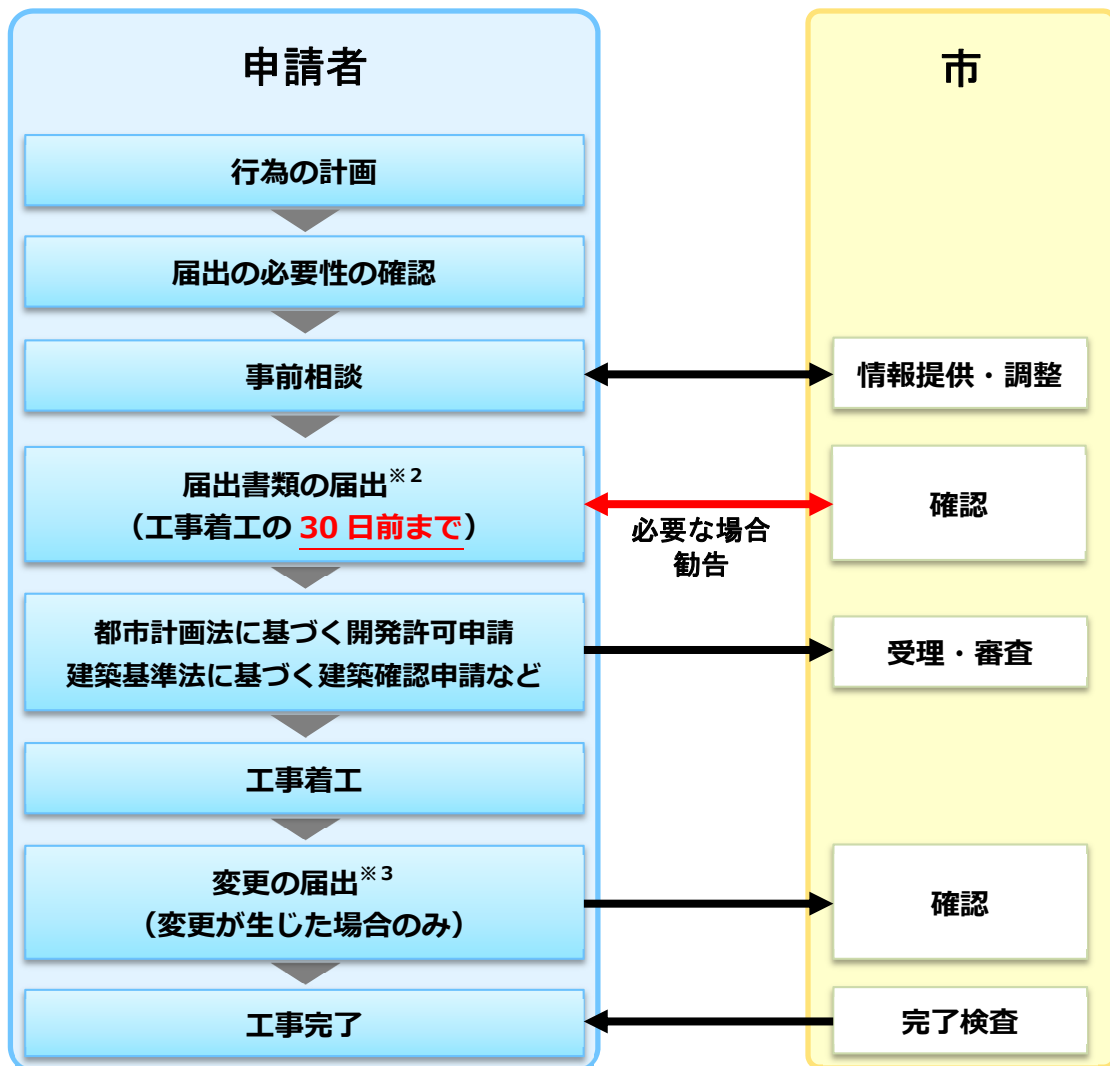 申請者
市
行為の計画
届出の必要性の確認
事前相談
情報提供・調整
届出書類の届出※2
（工事着工の 30 日前まで）
確認
必要な場合
勧告
都市計画法に基づく開発許可申請
建築基準法に基づく建築確認申請など
受理・審査
工事着工
変更の届出※3
（変更が生じた場合のみ）
確認
工事完了
完了検査